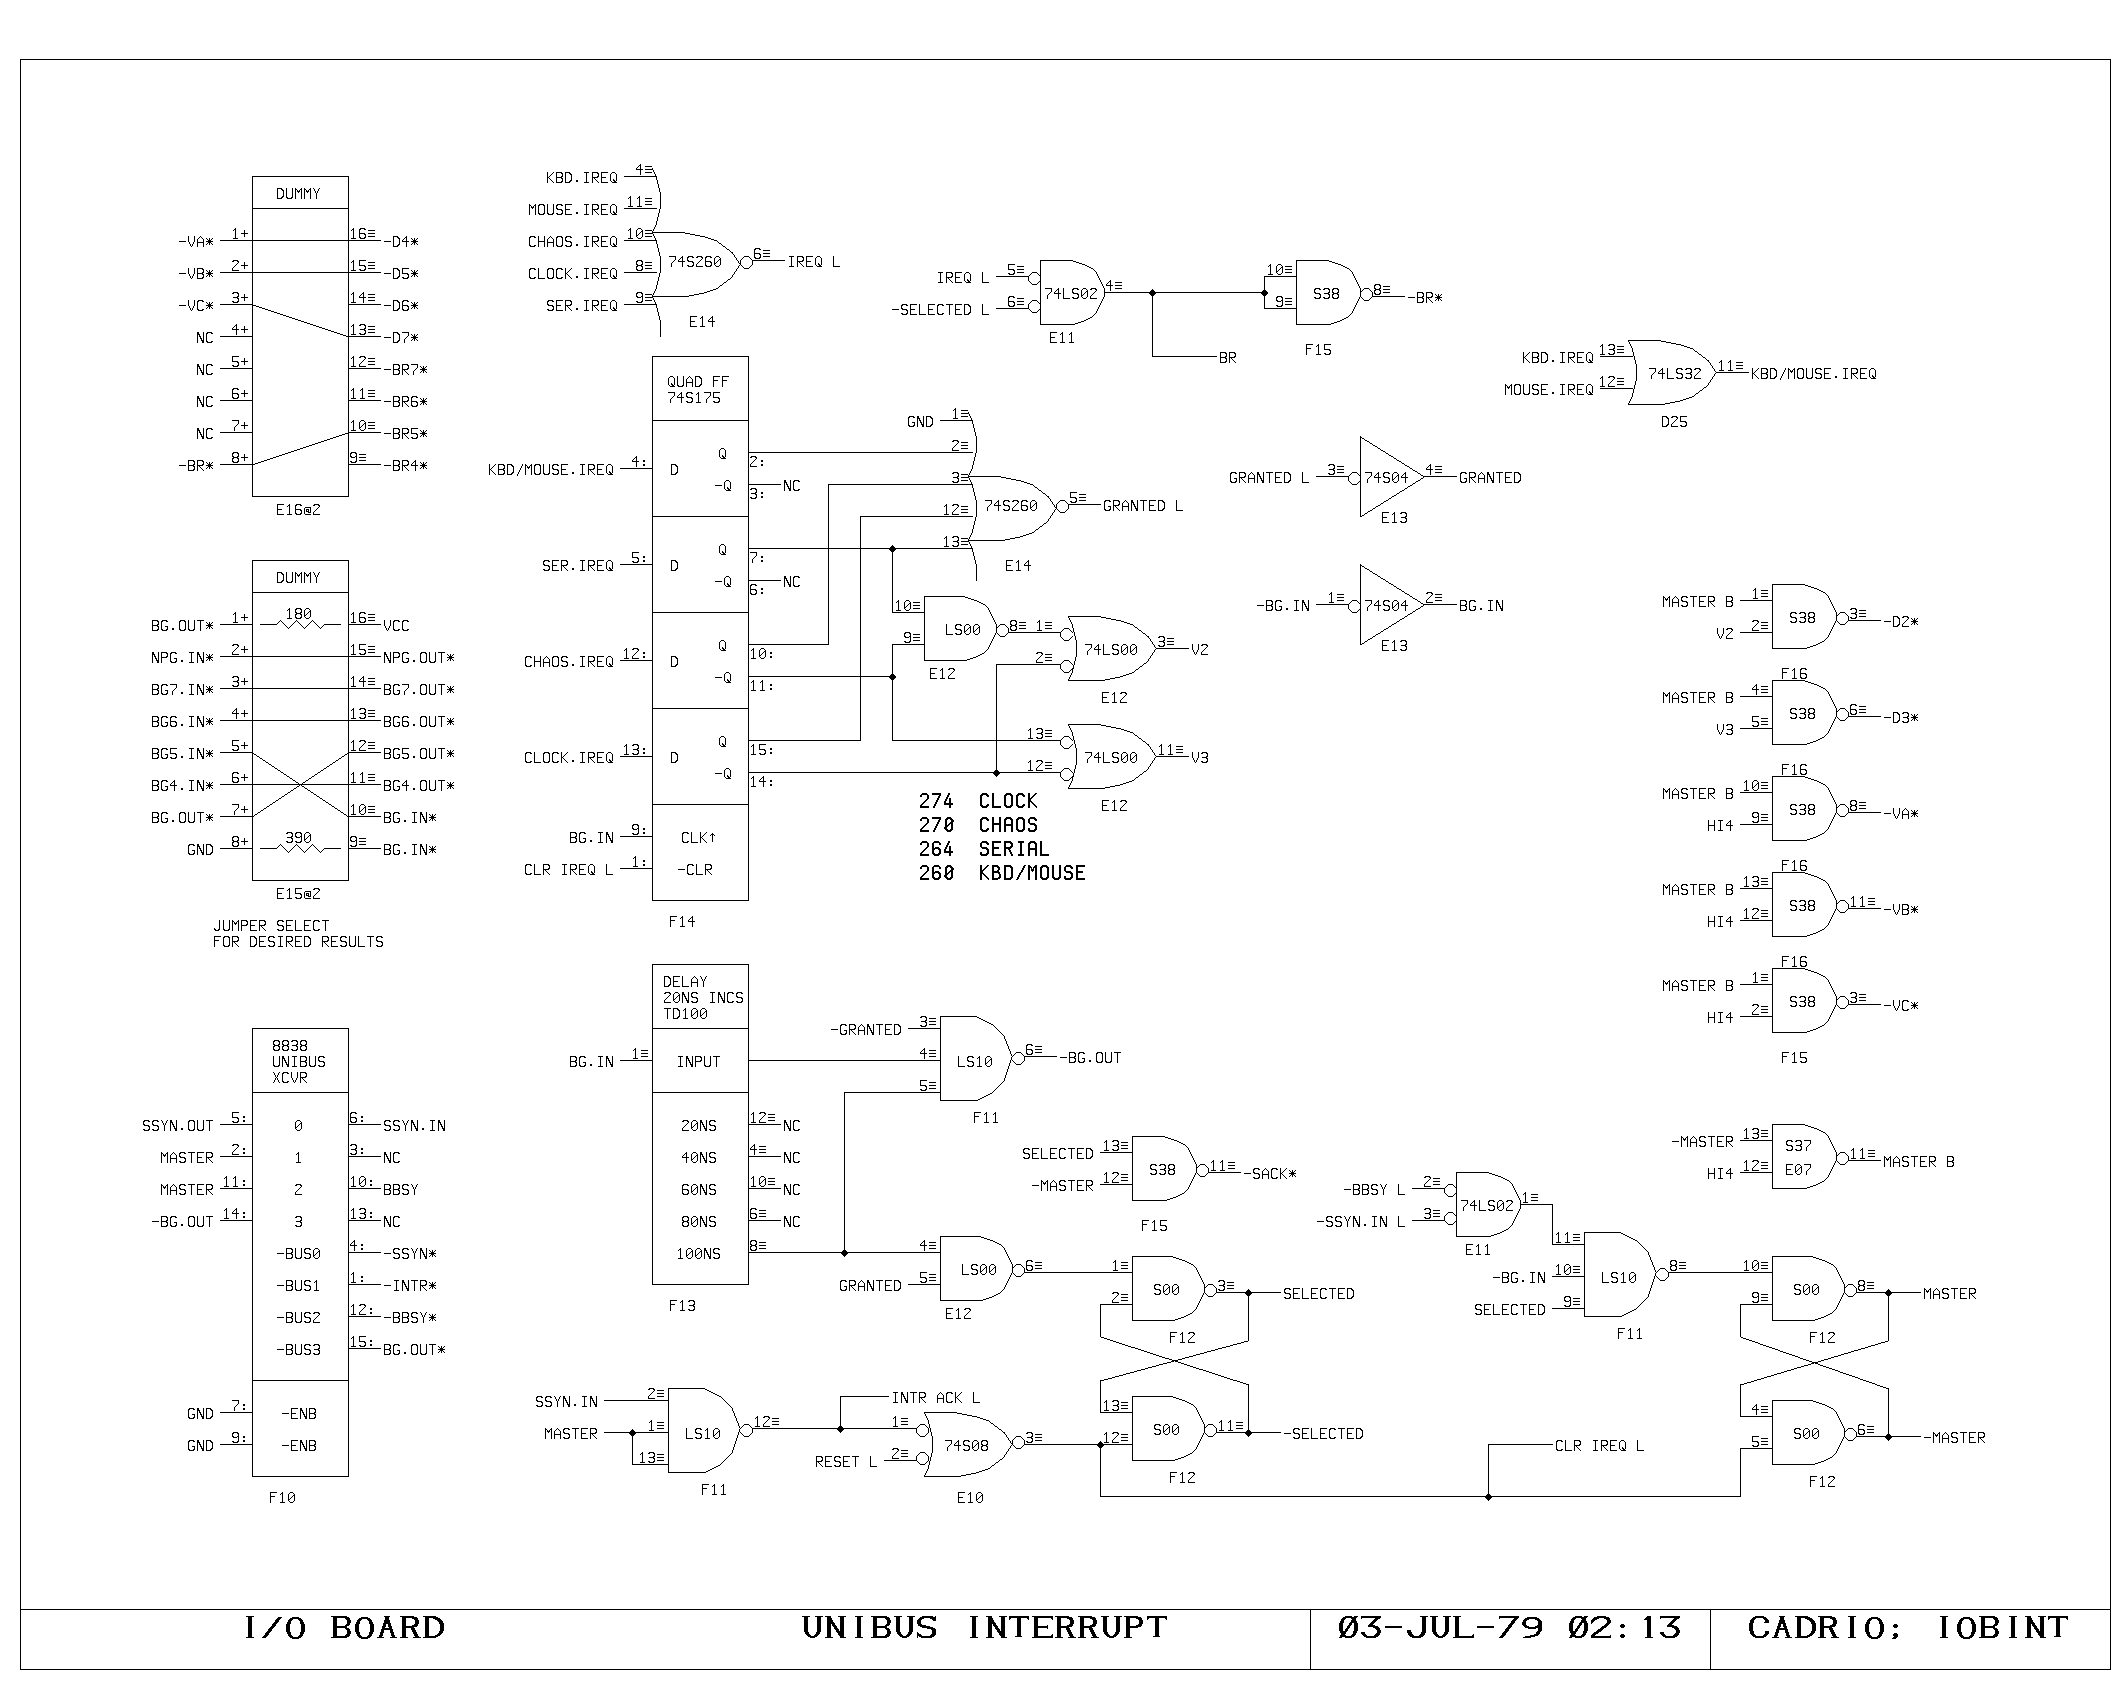 DUMMY
-VA* 1+ 16≡ -D4*
-VB* 2+ 15≡ -D5*
-VC* 3+ 14≡ -D6*
NC 4+ 13≡ -D7*
NC 5+ 12≡ -BR7*
NC 6+ 11≡ -BR6*
NC 7+ 10≡ -BR5*
-BR* 8+ 9≡ -BR4*
E16@2
DUMMY
BG.OUT* 1+ 180 16≡ VCC
NPG.IN* 2+ 15≡ NPG.OUT*
BG7.IN* 3+ 14≡ BG7.OUT*
BG6.IN* 4+ 13≡ BG6.OUT*
BG5.IN* 5+ 12≡ BG5.OUT*
BG4.IN* 6+ 11≡ BG4.OUT*
BG.OUT* 7+ 10≡ BG.IN*
GND 8+ 390 9≡ BG.IN*
E15@2
JUMPER SELECT
FOR DESIRED RESULTS
8838
UNIBUS
XCVR
SSYN.OUT 5: 0 6: SSYN.IN
MASTER 2: 1 3: NC
MASTER 11: 2 10: BBSY
-BG.OUT 14: 3 13: NC
-BUS0 4: -SSYN*
-BUS1 1: -INTR*
-BUS2 12: -BBSY*
-BUS3 15: BG.OUT*
GND 7: -ENB
GND 9: -ENB
F10
KBD.IREQ 4≡
MOUSE.IREQ 11≡
CHAOS.IREQ 10≡
74S260 6≡ IREQ L
CLOCK.IREQ 8≡
SER.IREQ 9≡
E14
QUAD FF
74S175
KBD/MOUSE.IREQ 4: D Q 2:
-Q 3: NC
SER.IREQ 5: D Q 7:
-Q 6: NC
CHAOS.IREQ 12: D Q 10:
-Q 11:
CLOCK.IREQ 13: D Q 15:
-Q 14:
BG.IN 9: CLK↑
CLR IREQ L 1: -CLR
F14
GND 1≡
2≡
3≡
74S260 5≡ GRANTED L
12≡
13≡
E14
10≡
9≡ LS00 8≡
E12
1≡
2≡ 74LS00 3≡ V2
E12
13≡
12≡ 74LS00 11≡ V3
E12
274 CLOCK
270 CHAOS
264 SERIAL
260 KBD/MOUSE
IREQ L 5≡
-SELECTED L 6≡
74LS02 4≡
E11
BR
10≡
9≡ S38 8≡ -BR*
F15
KBD.IREQ 13≡
MOUSE.IREQ 12≡
74LS32 11≡ KBD/MOUSE.IREQ
D25
GRANTED L 3≡ 74S04 4≡ GRANTED
E13
-BG.IN 1≡ 74S04 2≡ BG.IN
E13
MASTER B 1≡
V2 2≡
S38 3≡ -D2*
F16
MASTER B 4≡
V3 5≡
S38 6≡ -D3*
F16
MASTER B 10≡
HI4 9≡
S38 8≡ -VA*
F16
MASTER B 13≡
HI4 12≡
S38 11≡ -VB*
F16
MASTER B 1≡
HI4 2≡
S38 3≡ -VC*
F15
DELAY
20NS INCS
TD100
BG.IN 1≡ INPUT
20NS 12≡ NC
40NS 4≡ NC
60NS 10≡ NC
80NS 6≡ NC
100NS 8≡
F13
-GRANTED 3≡
4≡ LS10 6≡ -BG.OUT
5≡
F11
SELECTED 13≡
-MASTER 12≡
S38 11≡ -SACK*
F15
-MASTER 13≡
HI4 12≡
S37
E07
11≡ MASTER B
4≡
GRANTED 5≡
LS00 6≡
E12
1≡
2≡ S00 3≡ SELECTED
F12
-BBSY L 2≡
-SSYN.IN L 3≡
74LS02 1≡
E11
11≡
-BG.IN 10≡
SELECTED 9≡
LS10 8≡
F11
10≡
9≡ S00 8≡ MASTER
F12
SSYN.IN 2≡
MASTER 1≡
13≡
LS10 12≡
F11
INTR ACK L
1≡
RESET L 2≡
74S08 3≡
E10
13≡
12≡ S00 11≡ -SELECTED
F12
CLR IREQ L
4≡
5≡ S00 6≡ -MASTER
F12
I/O BOARD UNIBUS INTERRUPT 03-JUL-79 02:13 CADRIO; IOBINT